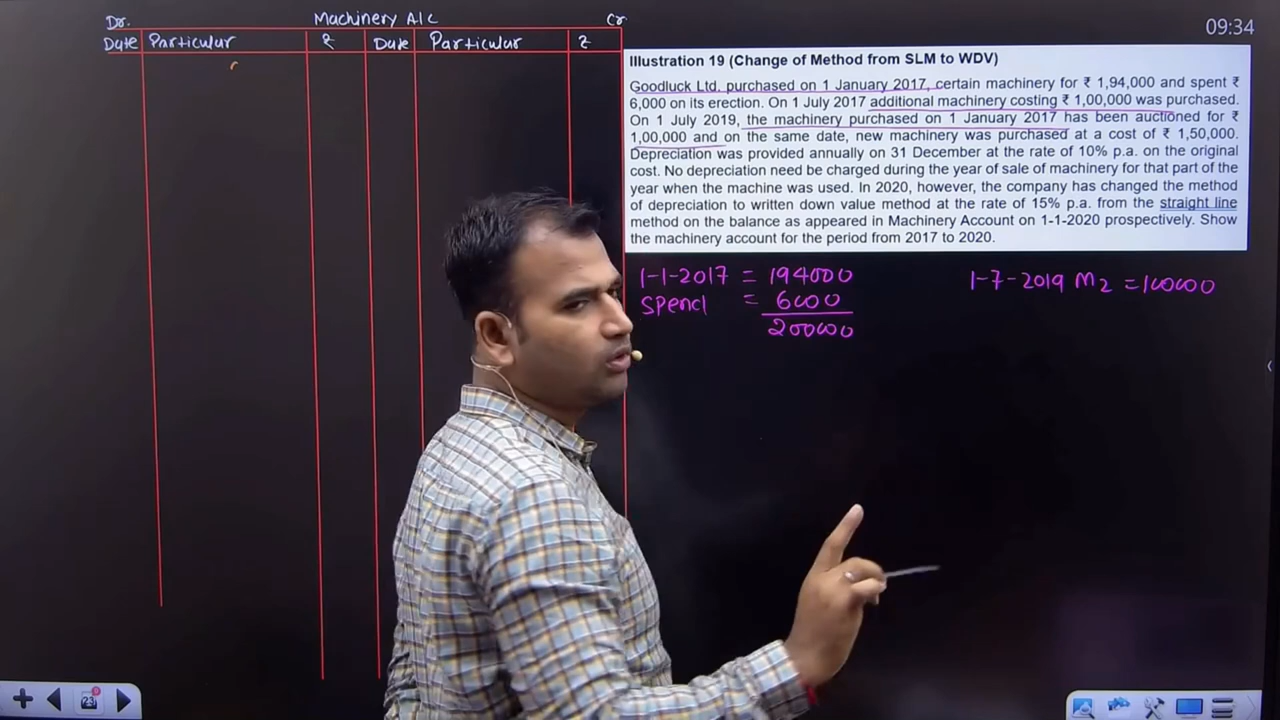 09:34
Dr. Machinery A/c Cr
Date Particular ₹ Date Particular ₹
Illustration 19 (Change of Method from SLM to WDV)
Goodluck Ltd. purchased on 1 January 2017, certain machinery for ₹ 1,94,000 and spent ₹
6,000 on its erection. On 1 July 2017 additional machinery costing ₹ 1,00,000 was purchased.
On 1 July 2019, the machinery purchased on 1 January 2017 has been auctioned for ₹
1,00,000 and on the same date, new machinery was purchased at a cost of ₹ 1,50,000.
Depreciation was provided annually on 31 December at the rate of 10% p.a. on the original
cost. No depreciation need be charged during the year of sale of machinery for that part of the
year when the machine was used. In 2020, however, the company has changed the method
of depreciation to written down value method at the rate of 15% p.a. from the straight line
method on the balance as appeared in Machinery Account on 1-1-2020 prospectively. Show
the machinery account for the period from 2017 to 2020.
1-1-2017 = 194000
Spend = 6000
200000
1-7-2019 M2 = 100000
23